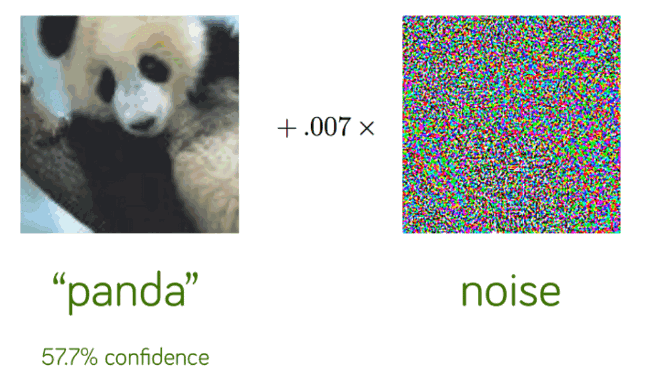 + .007 ×
“panda” noise
57.7% confidence